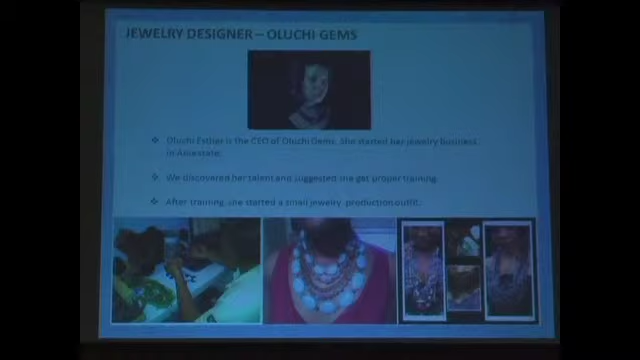 JEWELRY DESIGNER – OLUCHI GEMS
Oluchi Esther is the CEO of Oluchi Gems. She started her jewelry business
in Abia state.
We discovered her talent and suggested she get proper training.
After training, she started a small jewelry production outfit.